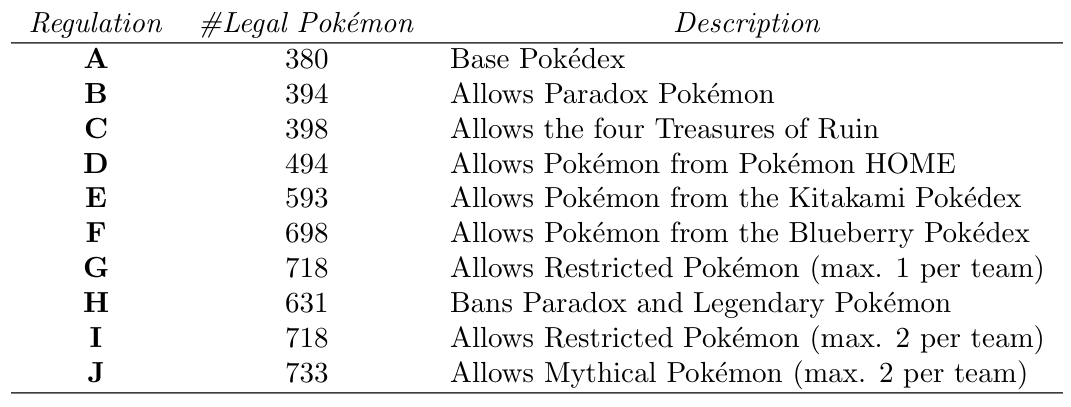 Regulation #Legal Pokémon Description
A 380 Base Pokédex
B 394 Allows Paradox Pokémon
C 398 Allows the four Treasures of Ruin
D 494 Allows Pokémon from Pokémon HOME
E 593 Allows Pokémon from the Kitakami Pokédex
F 698 Allows Pokémon from the Blueberry Pokédex
G 718 Allows Restricted Pokémon (max. 1 per team)
H 631 Bans Paradox and Legendary Pokémon
I 718 Allows Restricted Pokémon (max. 2 per team)
J 733 Allows Mythical Pokémon (max. 2 per team)